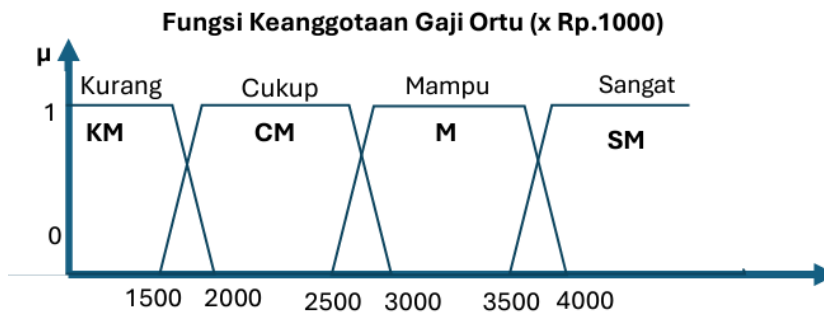 Fungsi Keanggotaan Gaji Ortu (x Rp.1000)
μ
Kurang Cukup Mampu Sangat
1
KM CM M SM
0
1500 2000 2500 3000 3500 4000